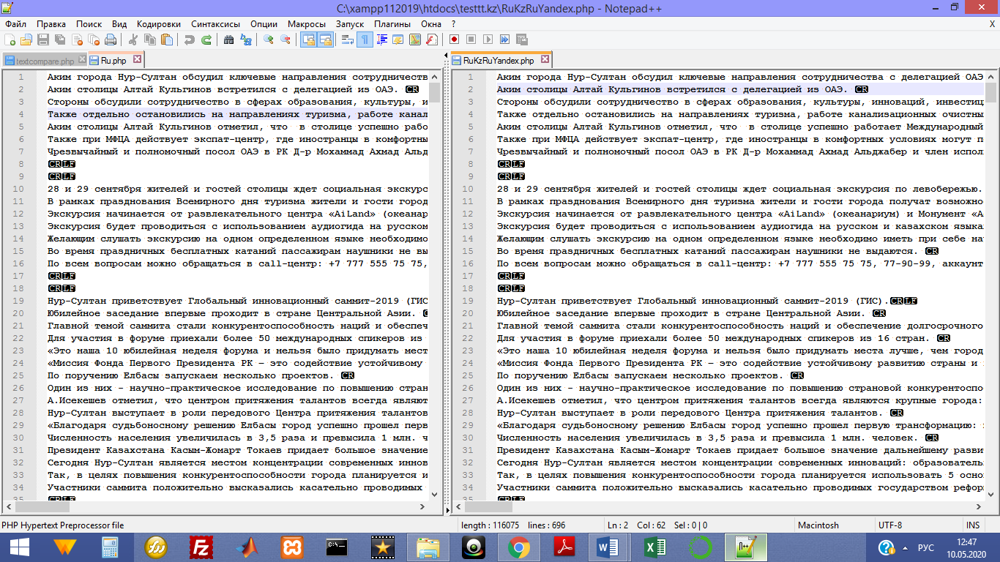 C:\xampp112019\htdocs\testtt.kz\RuKzRuYandex.php - Notepad++
Файл Правка Поиск Вид Кодировки Синтаксисы Опции Макросы Запуск Плагины Окна ? X
textcompare.php Ru.php
1 Аким города Нур-Султан обсудил ключевые направления сотрудничеств
2 Аким столицы Алтай Кульгинов встретился с делегацией из ОАЭ. CR
3 Стороны обсудили сотрудничество в сферах образования, культуры, и
4 Также отдельно остановились на направлениях туризма, работе канал
5 Аким столицы Алтай Кульгинов отметил, что  в столице успешно рабо
6 Также при МФЦА действует экспат-центр, где иностранцы в комфортны
7 Чрезвычайный и полномочный посол ОАЭ в РК Д-р Мохаммад Ахмад Альд
8 CRLF
9 CRLF
10 28 и 29 сентября жителей и гостей столицы ждет социальная экскурс
11 В рамках празднования Всемирного дня туризма жители и гости город
12 Экскурсия начинается от развлекательного центра «AiLand» (океанар
13 Экскурсия будет проводиться с использованием аудиогида на русском
14 Желающим слушать экскурсию на одном определенном языке необходимо
15 Во время праздничных бесплатных катаний пассажирам наушники не вы
16 По всем вопросам можно обращаться в call-центр: +7 777 555 75 75,
17 CRLF
18 CRLF
19 Нур-Султан приветствует Глобальный инновационный саммит-2019 (ГИС
20 Юбилейное заседание впервые проходит в стране Центральной Азии.
21 Главной темой саммита стали конкурентоспособность наций и обеспеч
22 Для участия в форуме приехали более 50 международных спикеров из
23 «Это наша 10 юбилейная неделя форума и нельзя было придумать мест
24 «Миссия Фонда Первого Президента РК – это содействие устойчивому
25 По поручению Елбасы запускаем несколько проектов. CR
26 Один из них - научно-практическое исследование по повышению стран
27 А.Исекешев отметил, что центром притяжения талантов всегда являют
28 Нур-Султан выступает в роли передового Центра притяжения талантов
29 «Благодаря судьбоносному решению Елбасы город успешно прошел перв
30 Численность населения увеличилась в 3,5 раза и превысила 1 млн. ч
31 Президент Казахстана Касым-Жомарт Токаев придает большое значение
32 Сегодня Нур-Султан является местом концентрации современных иннов
33 Так, в целях повышения конкурентоспособности города планируется и
34 Участники саммита положительно высказались касательно проводимых
35 CRLF
RuKzRuYandex.php
1 Аким города Нур-Султан обсудил ключевые направления сотрудничества с делегацией ОАЭ
2 Аким столицы Алтай Кульгинов встретился с делегацией из ОАЭ. CR
3 Стороны обсудили сотрудничество в сферах образования, культуры, инноваций, инвестиц
4 Также отдельно остановились на направлениях туризма, работе канализационных очистны
5 Аким столицы Алтай Кульгинов отметил, что  в столице успешно работает Международный
6 Также при МФЦА действует экспат-центр, где иностранцы в комфортных условиях могут п
7 Чрезвычайный и полномочный посол ОАЭ в РК Д-р Мохаммад Ахмад Альджабер и член испол
8 CRLF
9 CRLF
10 28 и 29 сентября жителей и гостей столицы ждет социальная экскурсия по левобережью.
11 В рамках празднования Всемирного дня туризма жители и гости города получат возможно
12 Экскурсия начинается от развлекательного центра «AiLand» (океанариум) и Монумент «А
13 Экскурсия будет проводиться с использованием аудиогида на русском и казахском языка
14 Желающим слушать экскурсию на одном определенном языке необходимо иметь при себе на
15 Во время праздничных бесплатных катаний пассажирам наушники не выдаются. CR
16 По всем вопросам можно обращаться в call-центр: +7 777 555 75 75, 77-90-99, аккаунт
17 CRLF
18 CRLF
19 Нур-Султан приветствует Глобальный инновационный саммит-2019 (ГИС).CRLF
20 Юбилейное заседание впервые проходит в стране Центральной Азии. CR
21 Главной темой саммита стали конкурентоспособность наций и обеспечение долгосрочного
22 Для участия в форуме приехали более 50 международных спикеров из 16 стран. CR
23 «Это наша 10 юбилейная неделя форума и нельзя было придумать места лучше, чем город
24 «Миссия Фонда Первого Президента РК – это содействие устойчивому развитию страны и
25 По поручению Елбасы запускаем несколько проектов. CR
26 Один из них - научно-практическое исследование по повышению страновой конкурентоспо
27 А.Исекешев отметил, что центром притяжения талантов всегда являются крупные города:
28 Нур-Султан выступает в роли передового Центра притяжения талантов. CR
29 «Благодаря судьбоносному решению Елбасы город успешно прошел первую трансформацию:
30 Численность населения увеличилась в 3,5 раза и превысила 1 млн. человек. CR
31 Президент Казахстана Касым-Жомарт Токаев придает большое значение дальнейшему разви
32 Сегодня Нур-Султан является местом концентрации современных инноваций: образователь
33 Так, в целях повышения конкурентоспособности города планируется использовать 5 осно
34 Участники саммита положительно высказались касательно проводимых государством рефор
35 CRLF
PHP Hypertext Preprocessor file length : 116075 lines : 696 Ln : 2 Col : 62 Sel : 0 | 0 Macintosh UTF-8 INS
РУС 12:47
10.05.2020